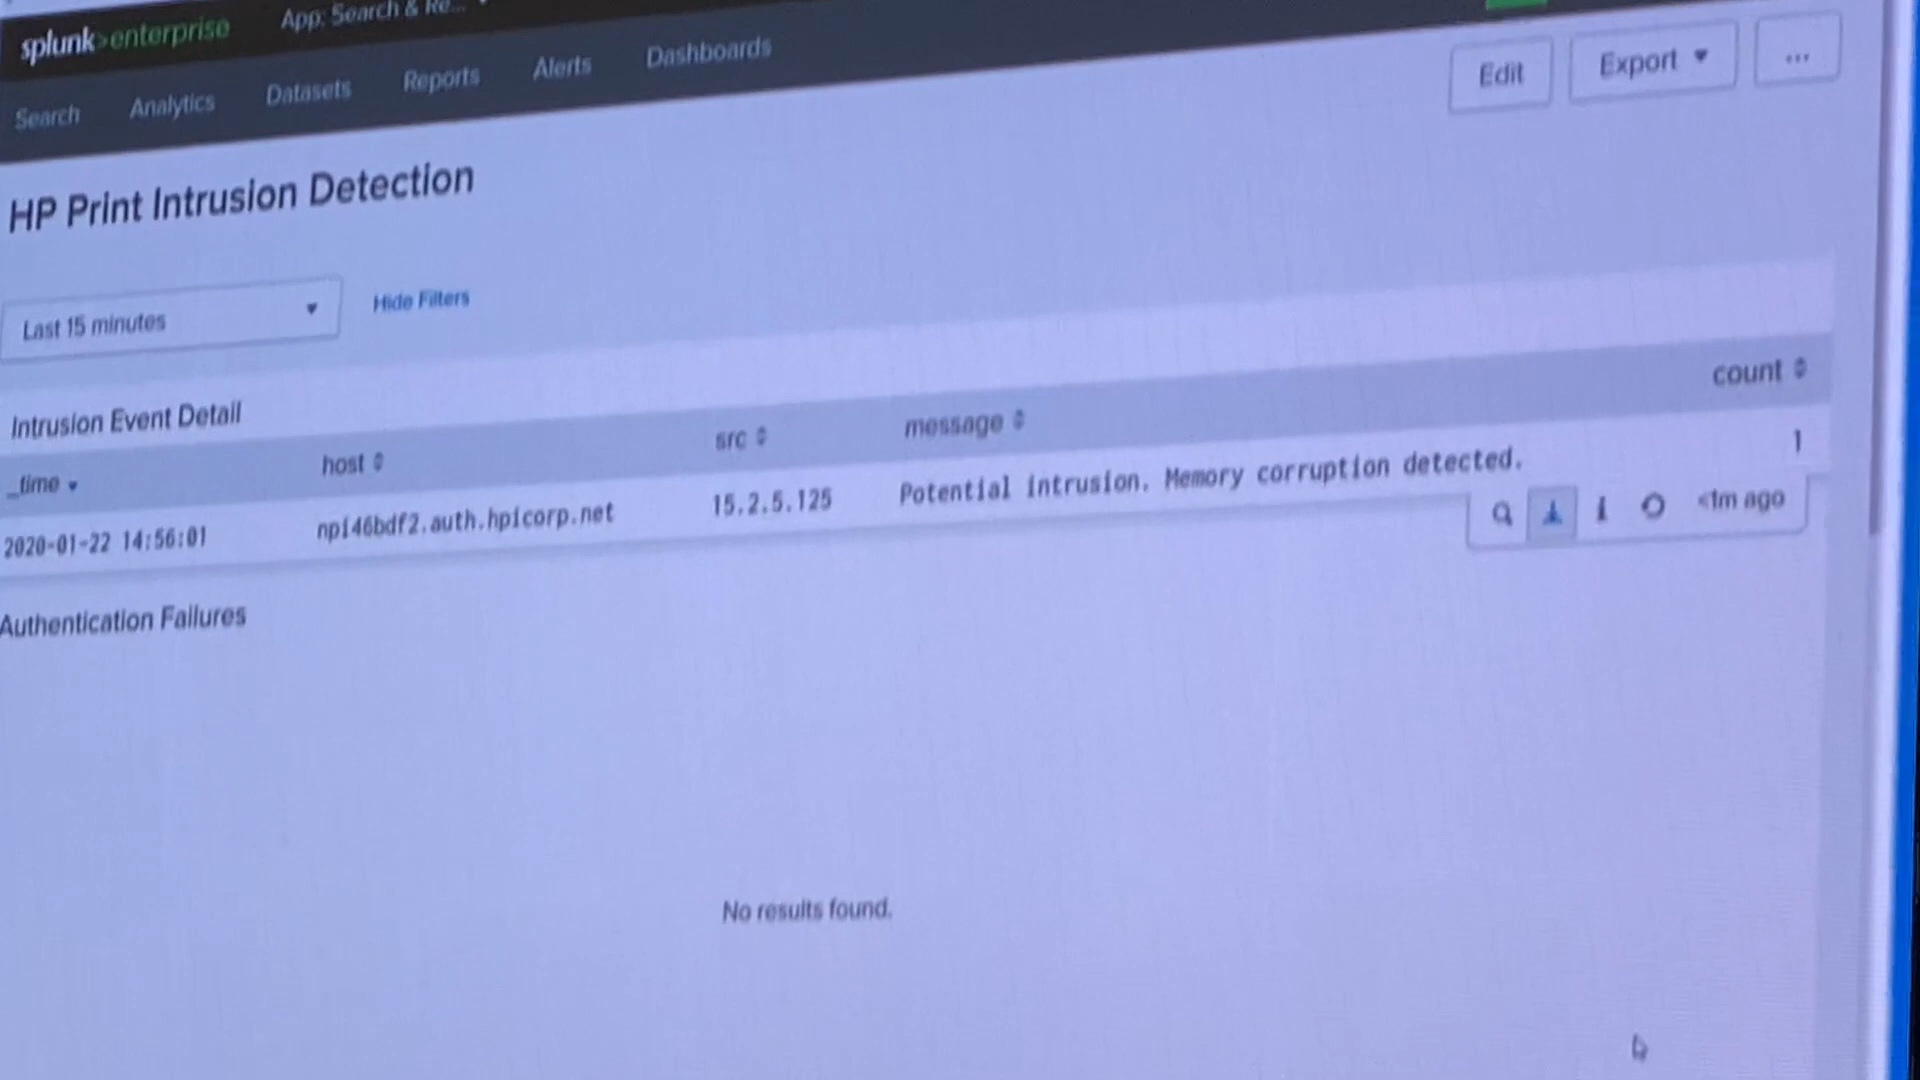 splunk>enterprise App: Search & Re...
Search Analytics Datasets Reports Alerts Dashboards
Edit Export ...
HP Print Intrusion Detection
Last 15 minutes Hide Filters
Intrusion Event Detail
_time host src message count
2020-01-22 14:56:01 npi46bdf2.auth.hpicorp.net 15.2.5.125 Potential intrusion. Memory corruption detected. 1
<1m ago
Authentication Failures
No results found.